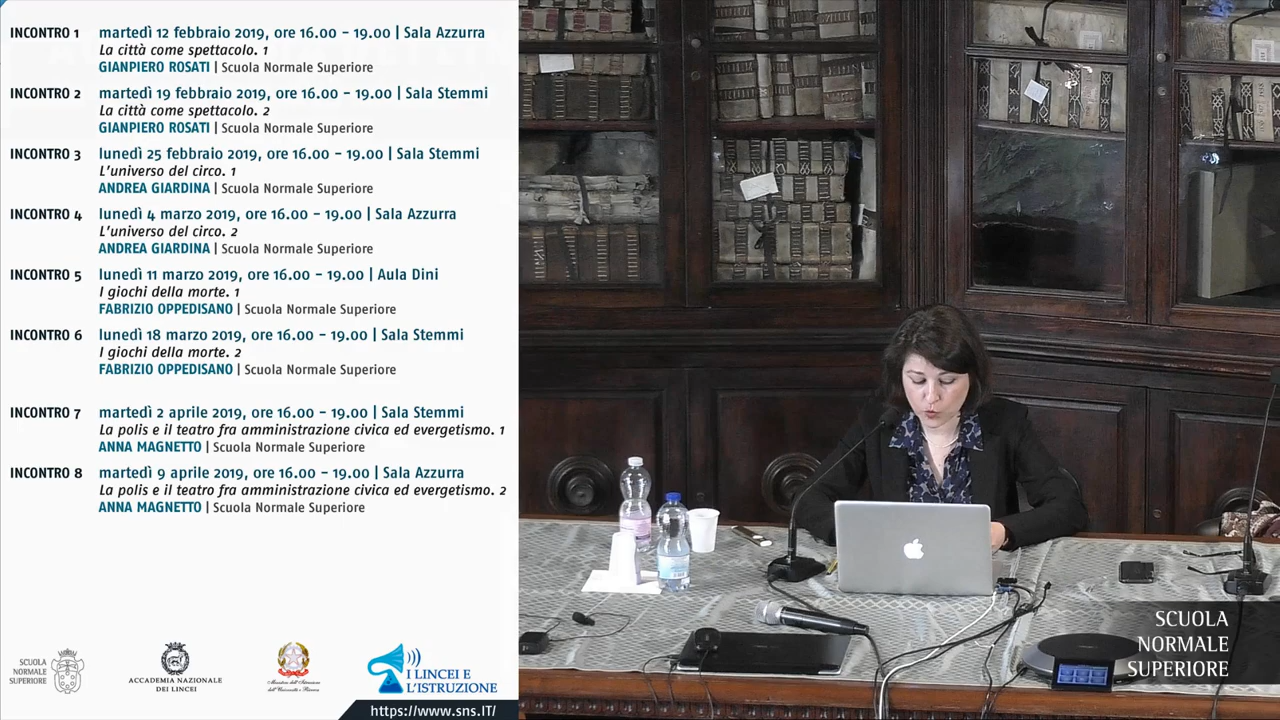 INCONTRO 1 martedì 12 febbraio 2019, ore 16.00 – 19.00 | Sala Azzurra
La città come spettacolo. 1
GIANPIERO ROSATI | Scuola Normale Superiore
INCONTRO 2 martedì 19 febbraio 2019, ore 16.00 – 19.00 | Sala Stemmi
La città come spettacolo. 2
GIANPIERO ROSATI | Scuola Normale Superiore
INCONTRO 3 lunedì 25 febbraio 2019, ore 16.00 – 19.00 | Sala Stemmi
L'universo del circo. 1
ANDREA GIARDINA | Scuola Normale Superiore
INCONTRO 4 lunedì 4 marzo 2019, ore 16.00 – 19.00 | Sala Azzurra
L'universo del circo. 2
ANDREA GIARDINA | Scuola Normale Superiore
INCONTRO 5 lunedì 11 marzo 2019, ore 16.00 – 19.00 | Aula Dini
I giochi della morte. 1
FABRIZIO OPPEDISANO | Scuola Normale Superiore
INCONTRO 6 lunedì 18 marzo 2019, ore 16.00 – 19.00 | Sala Stemmi
I giochi della morte. 2
FABRIZIO OPPEDISANO | Scuola Normale Superiore
INCONTRO 7 martedì 2 aprile 2019, ore 16.00 – 19.00 | Sala Stemmi
La polis e il teatro fra amministrazione civica ed evergetismo. 1
ANNA MAGNETTO | Scuola Normale Superiore
INCONTRO 8 martedì 9 aprile 2019, ore 16.00 – 19.00 | Sala Azzurra
La polis e il teatro fra amministrazione civica ed evergetismo. 2
ANNA MAGNETTO | Scuola Normale Superiore
SCUOLA
NORMALE
SUPERIORE
ACCADEMIA NAZIONALE
DEI LINCEI
I LINCEI E
L'ISTRUZIONE
https://www.sns.IT/
SCUOLA
NORMALE
SUPERIORE